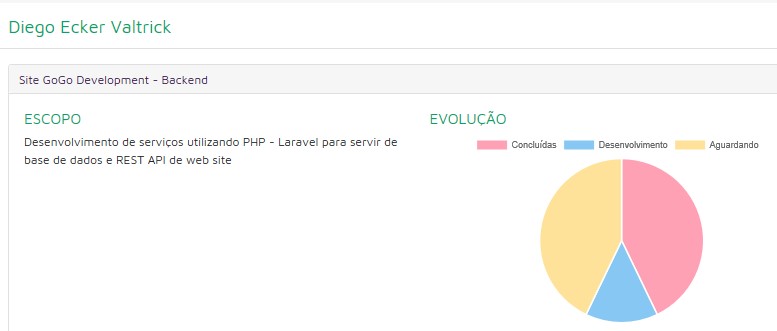 Diego Ecker Valtrick
Site GoGo Development - Backend
ESCOPO
Desenvolvimento de serviços utilizando PHP - Laravel para servir de
base de dados e REST API de web site
EVOLUÇÃO
Concluídas Desenvolvimento Aguardando